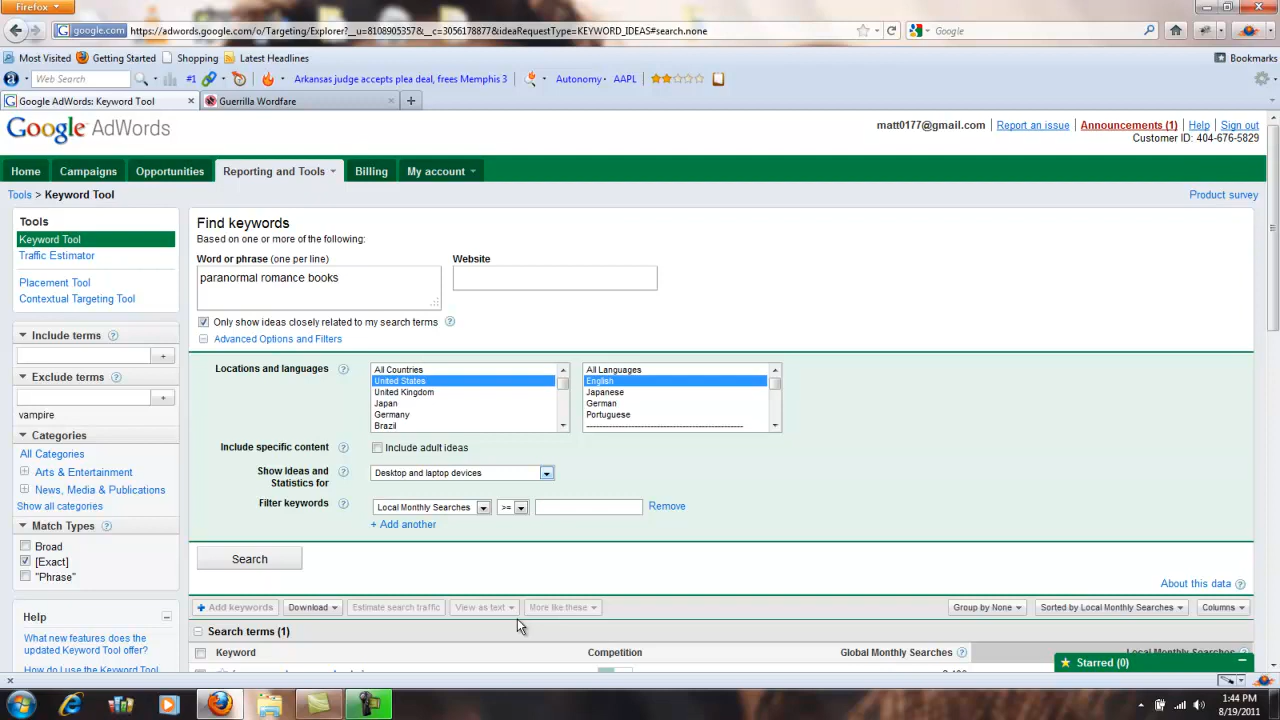 Firefox
google.com https://adwords.google.com/o/Targeting/Explorer?__u=8108905357&__c=3056178877&ideaRequestType=KEYWORD_IDEAS#search.none Google
Most Visited Getting Started Shopping Latest Headlines Bookmarks
Web Search #1 Arkansas judge accepts plea deal, frees Memphis 3 Autonomy AAPL
Google AdWords: Keyword Tool Guerrilla Wordfare
Google AdWords
matt0177@gmail.com Report an issue Announcements (1) Help Sign out
Customer ID: 404-676-5829
Home Campaigns Opportunities Reporting and Tools Billing My account
Tools > Keyword Tool Product survey
Tools
Keyword Tool
Traffic Estimator
Placement Tool
Contextual Targeting Tool
Include terms
Exclude terms
vampire
Categories
All Categories
Arts & Entertainment
News, Media & Publications
Show all categories
Match Types
Broad
[Exact]
"Phrase"
Help
What new features does the
updated Keyword Tool offer?
How do I use the Keyword Tool
Find keywords
Based on one or more of the following:
Word or phrase (one per line) Website
paranormal romance books
Only show ideas closely related to my search terms
Advanced Options and Filters
Locations and languages
All Countries
United States
United Kingdom
Japan
Germany
Brazil
All Languages
English
Japanese
German
Portuguese
Include specific content Include adult ideas
Show Ideas and
Statistics for
Desktop and laptop devices
Filter keywords Local Monthly Searches >= Remove
+ Add another
Search
About this data
+ Add keywords Download Estimate search traffic View as text More like these Group by None Sorted by Local Monthly Searches Columns
Search terms (1)
Keyword Competition Global Monthly Searches Local Monthly Searches
Starred (0)
1:44 PM
8/19/2011